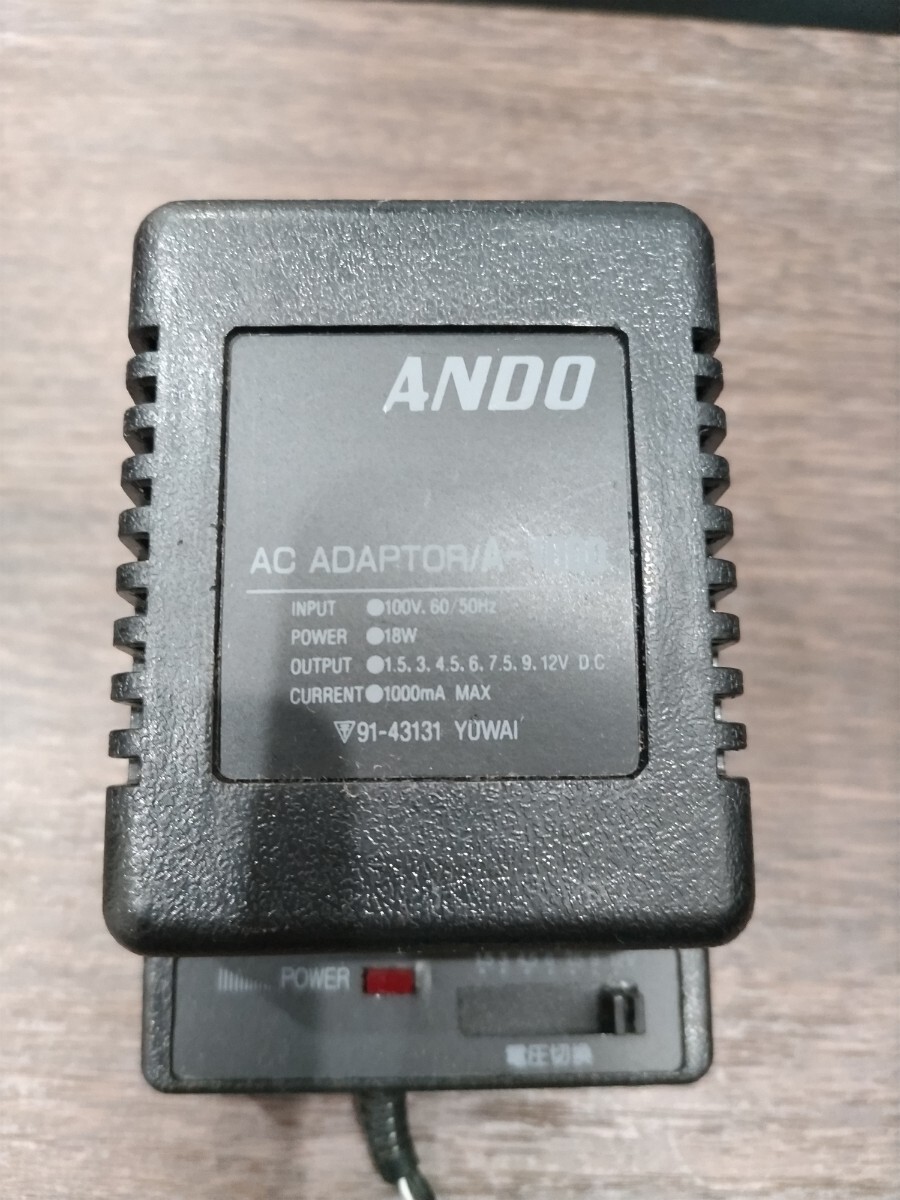 ANDO
AC ADAPTOR/A-
INPUT ●100V. 60/50Hz
POWER ●18W
OUTPUT ●1.5. 3. 4.5. 6. 7.5. 9. 12V D.C
CURRENT●1000mA MAX
91-43131 YUWAI
POWER
電圧切換